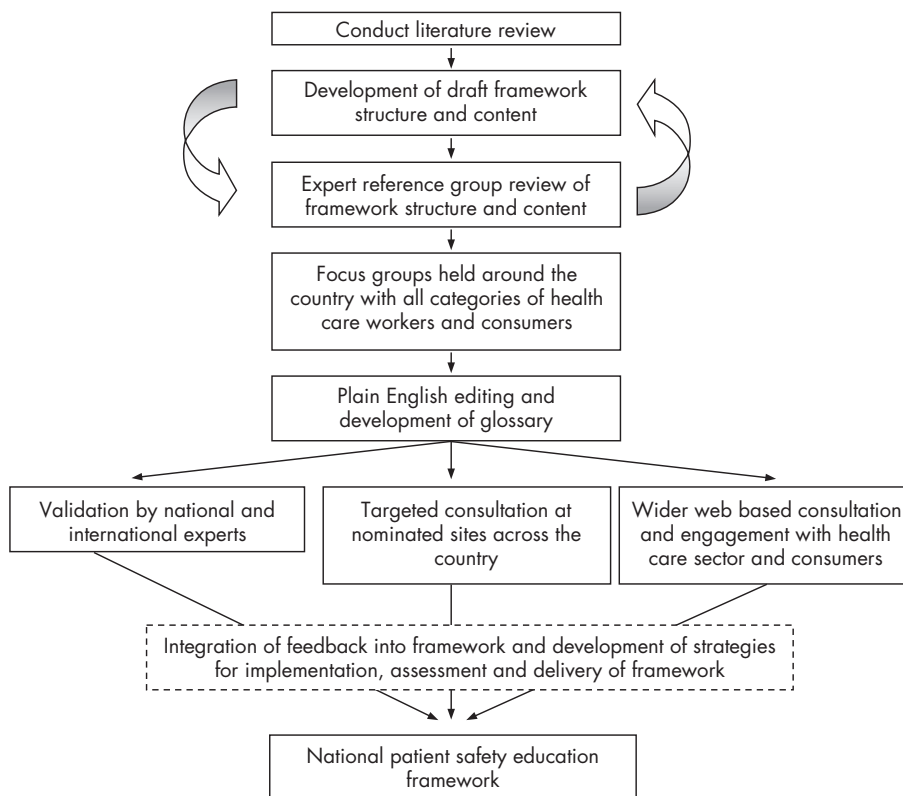 Conduct literature review
Development of draft framework
structure and content
Expert reference group review of
framework structure and content
Focus groups held around the
country with all categories of health
care workers and consumers
Plain English editing and
development of glossary
Validation by national and
international experts
Targeted consultation at
nominated sites across the
country
Wider web based consultation
and engagement with health
care sector and consumers
Integration of feedback into framework and development of strategies
for implementation, assessment and delivery of framework
National patient safety education
framework